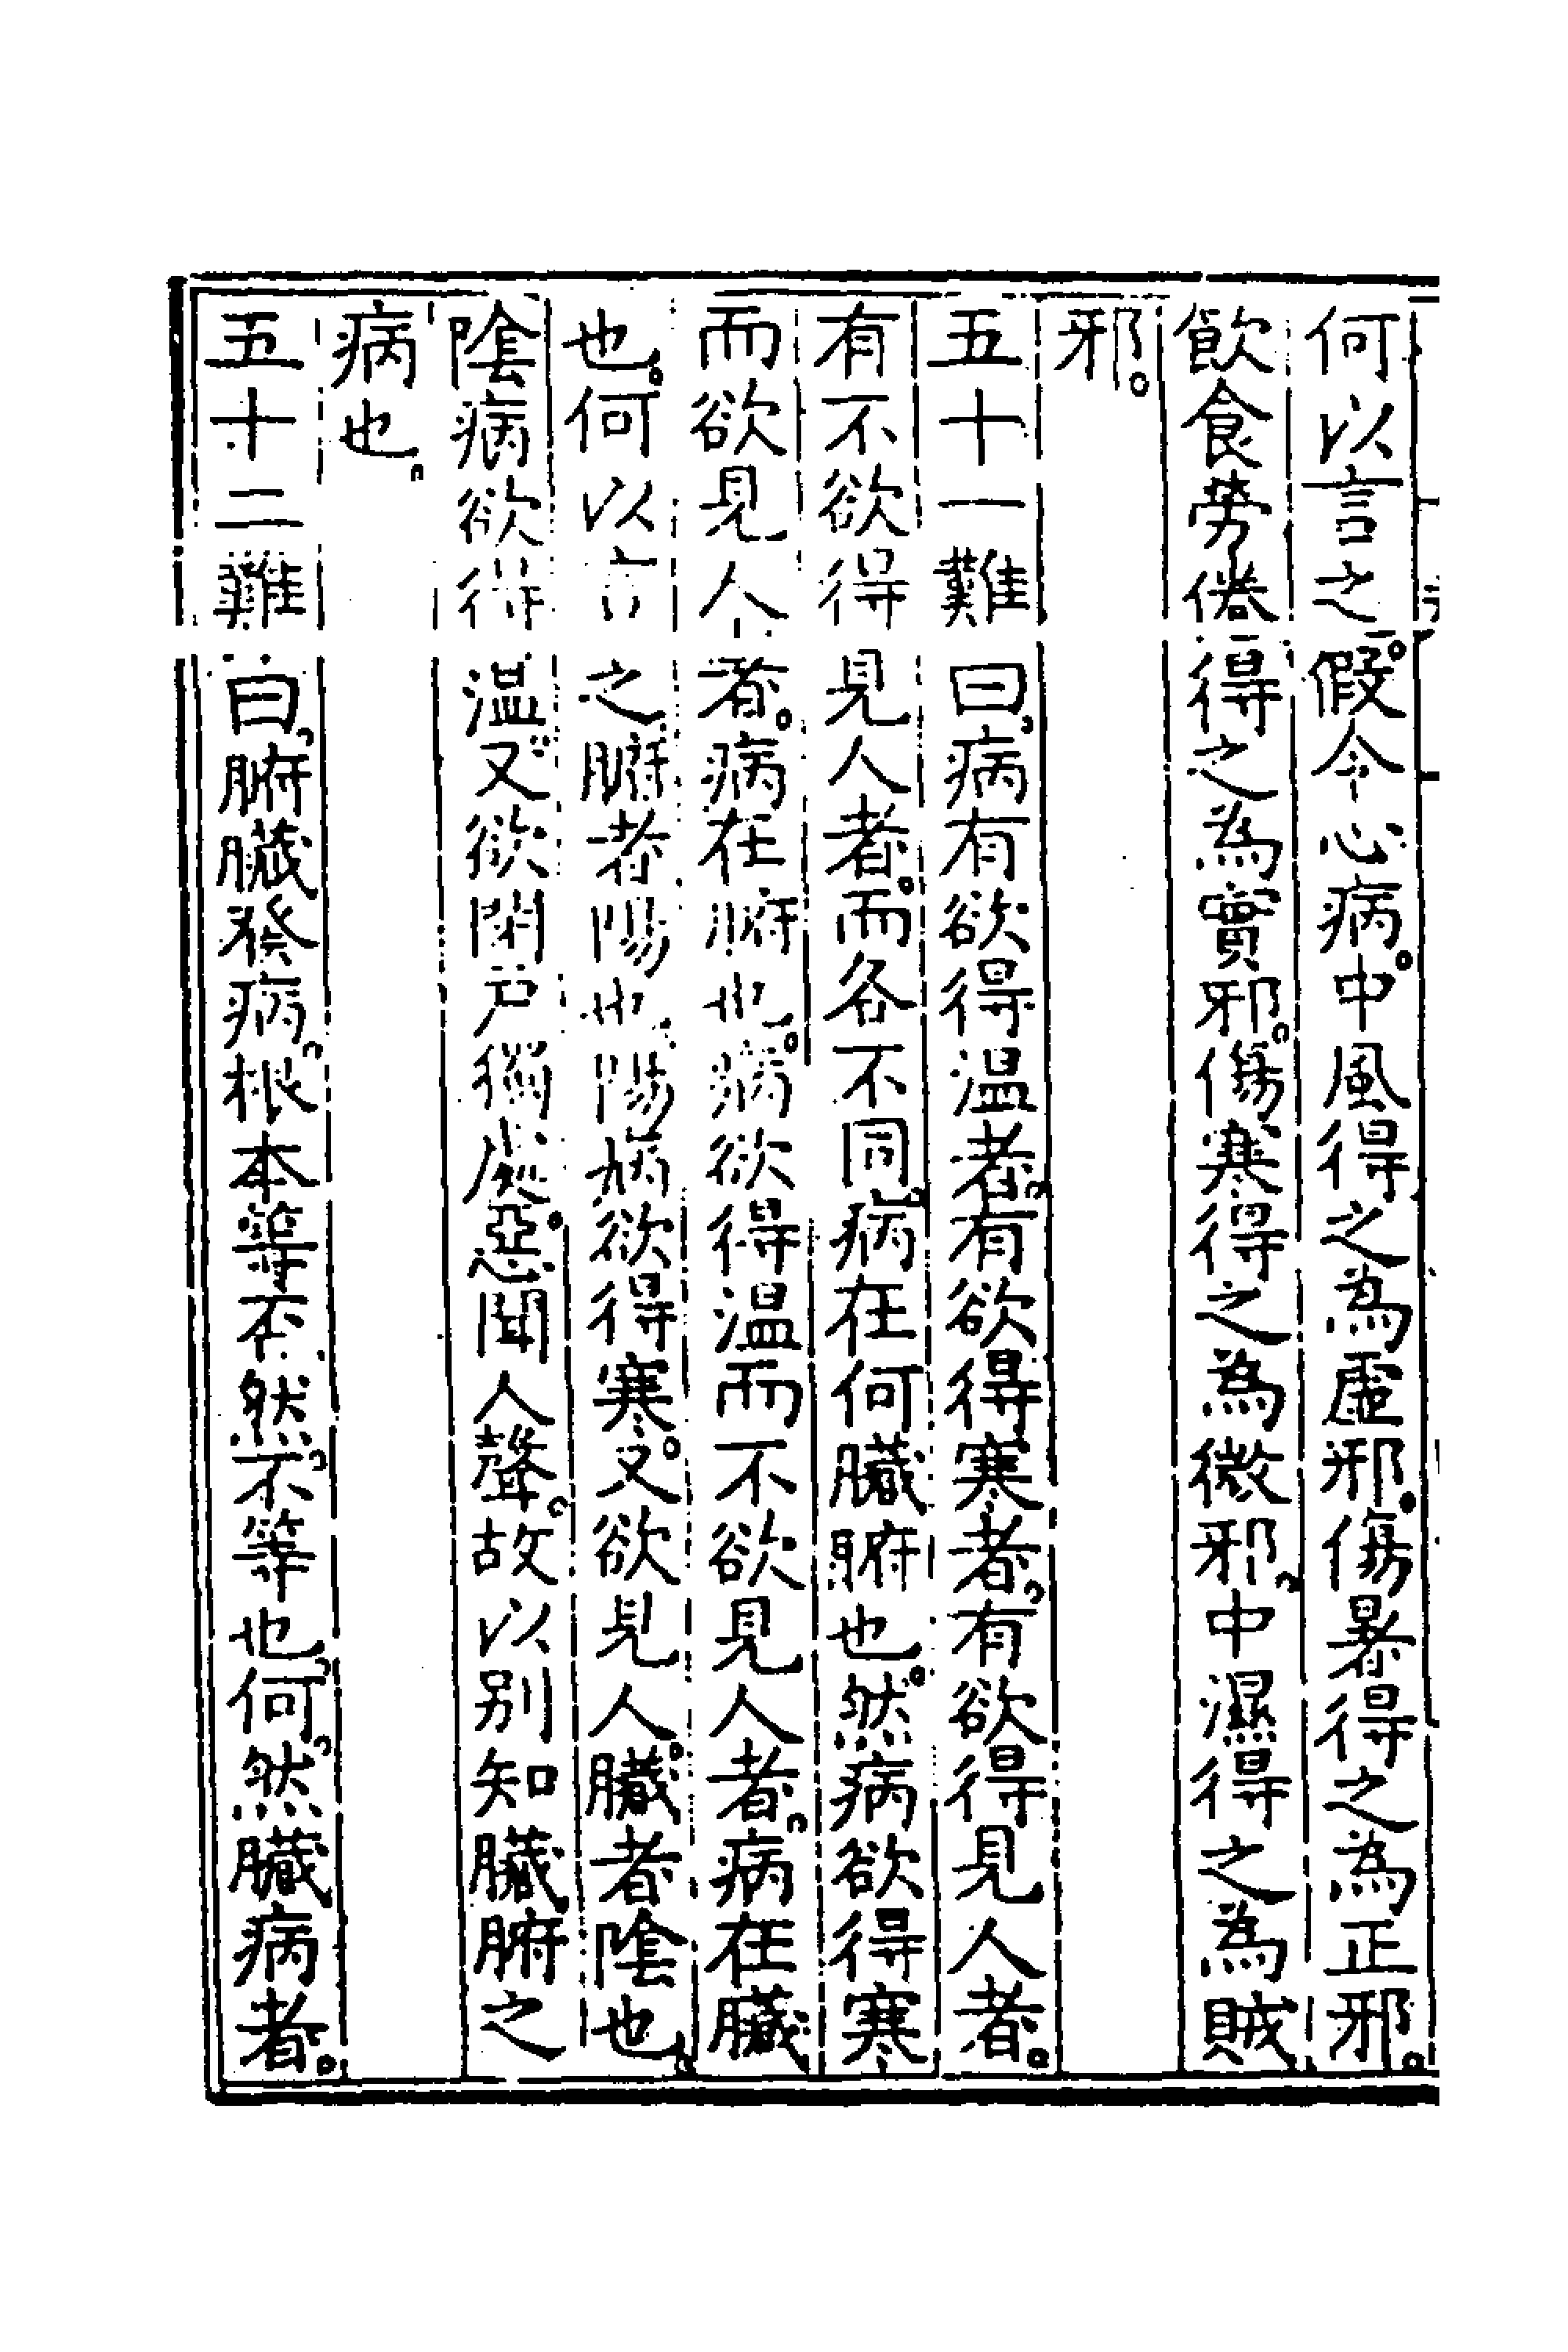 何以言之。假令心病。中風得之為虛邪。傷暑得之為正邪。
飲食勞倦得之為實邪。傷寒得之為微邪。中濕得之為賊
邪。
五十一難曰。病有欲得温者。有欲得寒者。有欲得見人者。
有不欲得見人者。而各不同。病在何臟腑也。然病欲得寒
而欲見人者。病在腑也。病欲得温而不欲見人者。病在臟
也。何以言之。腑者陽也。陽病欲得寒。又欲見人。臟者陰也。
陰病欲得温。又欲閉戸獨處。惡聞人聲。故以别知臟腑之
病也。
五十二難曰。腑臟發病。根本等否。然。不等也。何。然臟病者。